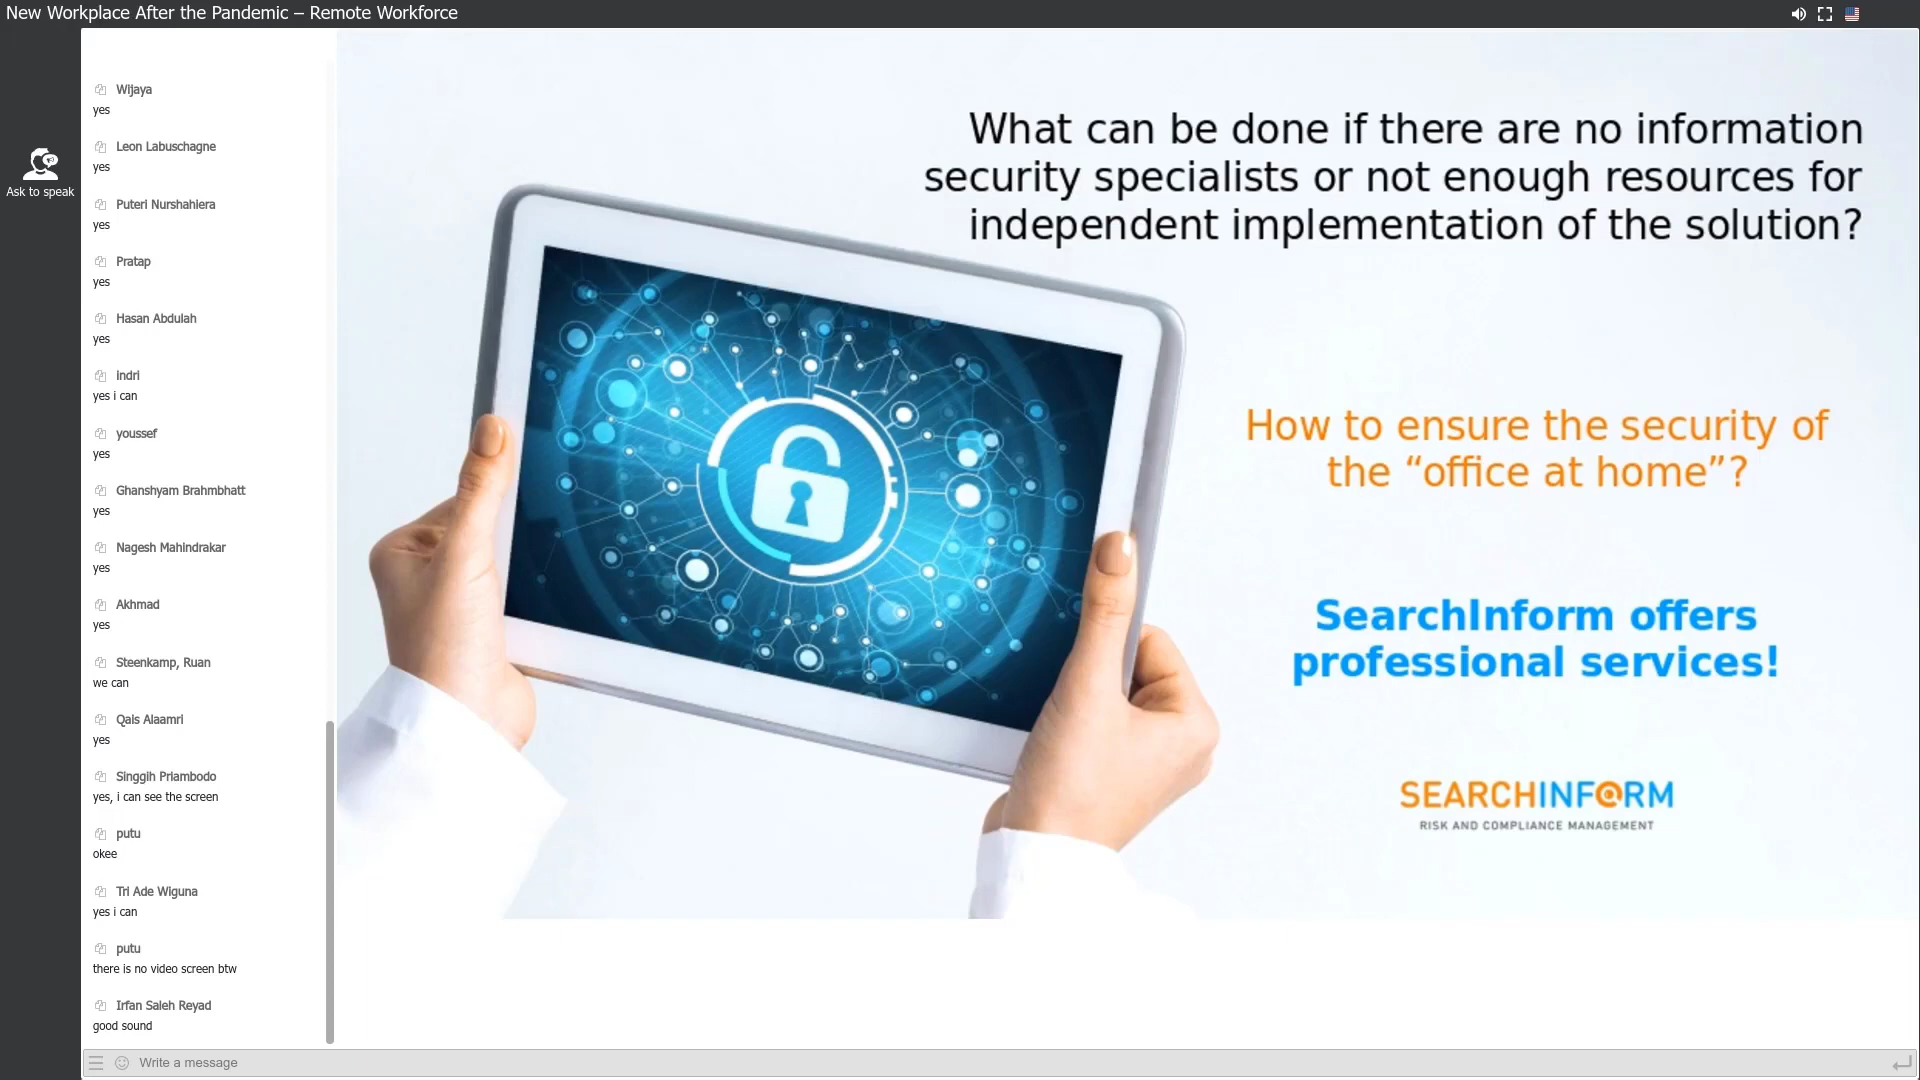 New Workplace After the Pandemic – Remote Workforce
Ask to speak
Wijaya
yes
Leon Labuschagne
yes
Puteri Nurshahiera
yes
Pratap
yes
Hasan Abdulah
yes
indri
yes i can
youssef
yes
Ghanshyam Brahmbhatt
yes
Nagesh Mahindrakar
yes
Akhmad
yes
Steenkamp, Ruan
we can
Qais Alaamri
yes
Singgih Priambodo
yes, i can see the screen
putu
okee
Tri Ade Wiguna
yes i can
putu
there is no video screen btw
Irfan Saleh Reyad
good sound
Write a message
What can be done if there are no information
security specialists or not enough resources for
independent implementation of the solution?
How to ensure the security of
the “office at home”?
SearchInform offers
professional services!
SEARCHINFORM
RISK AND COMPLIANCE MANAGEMENT